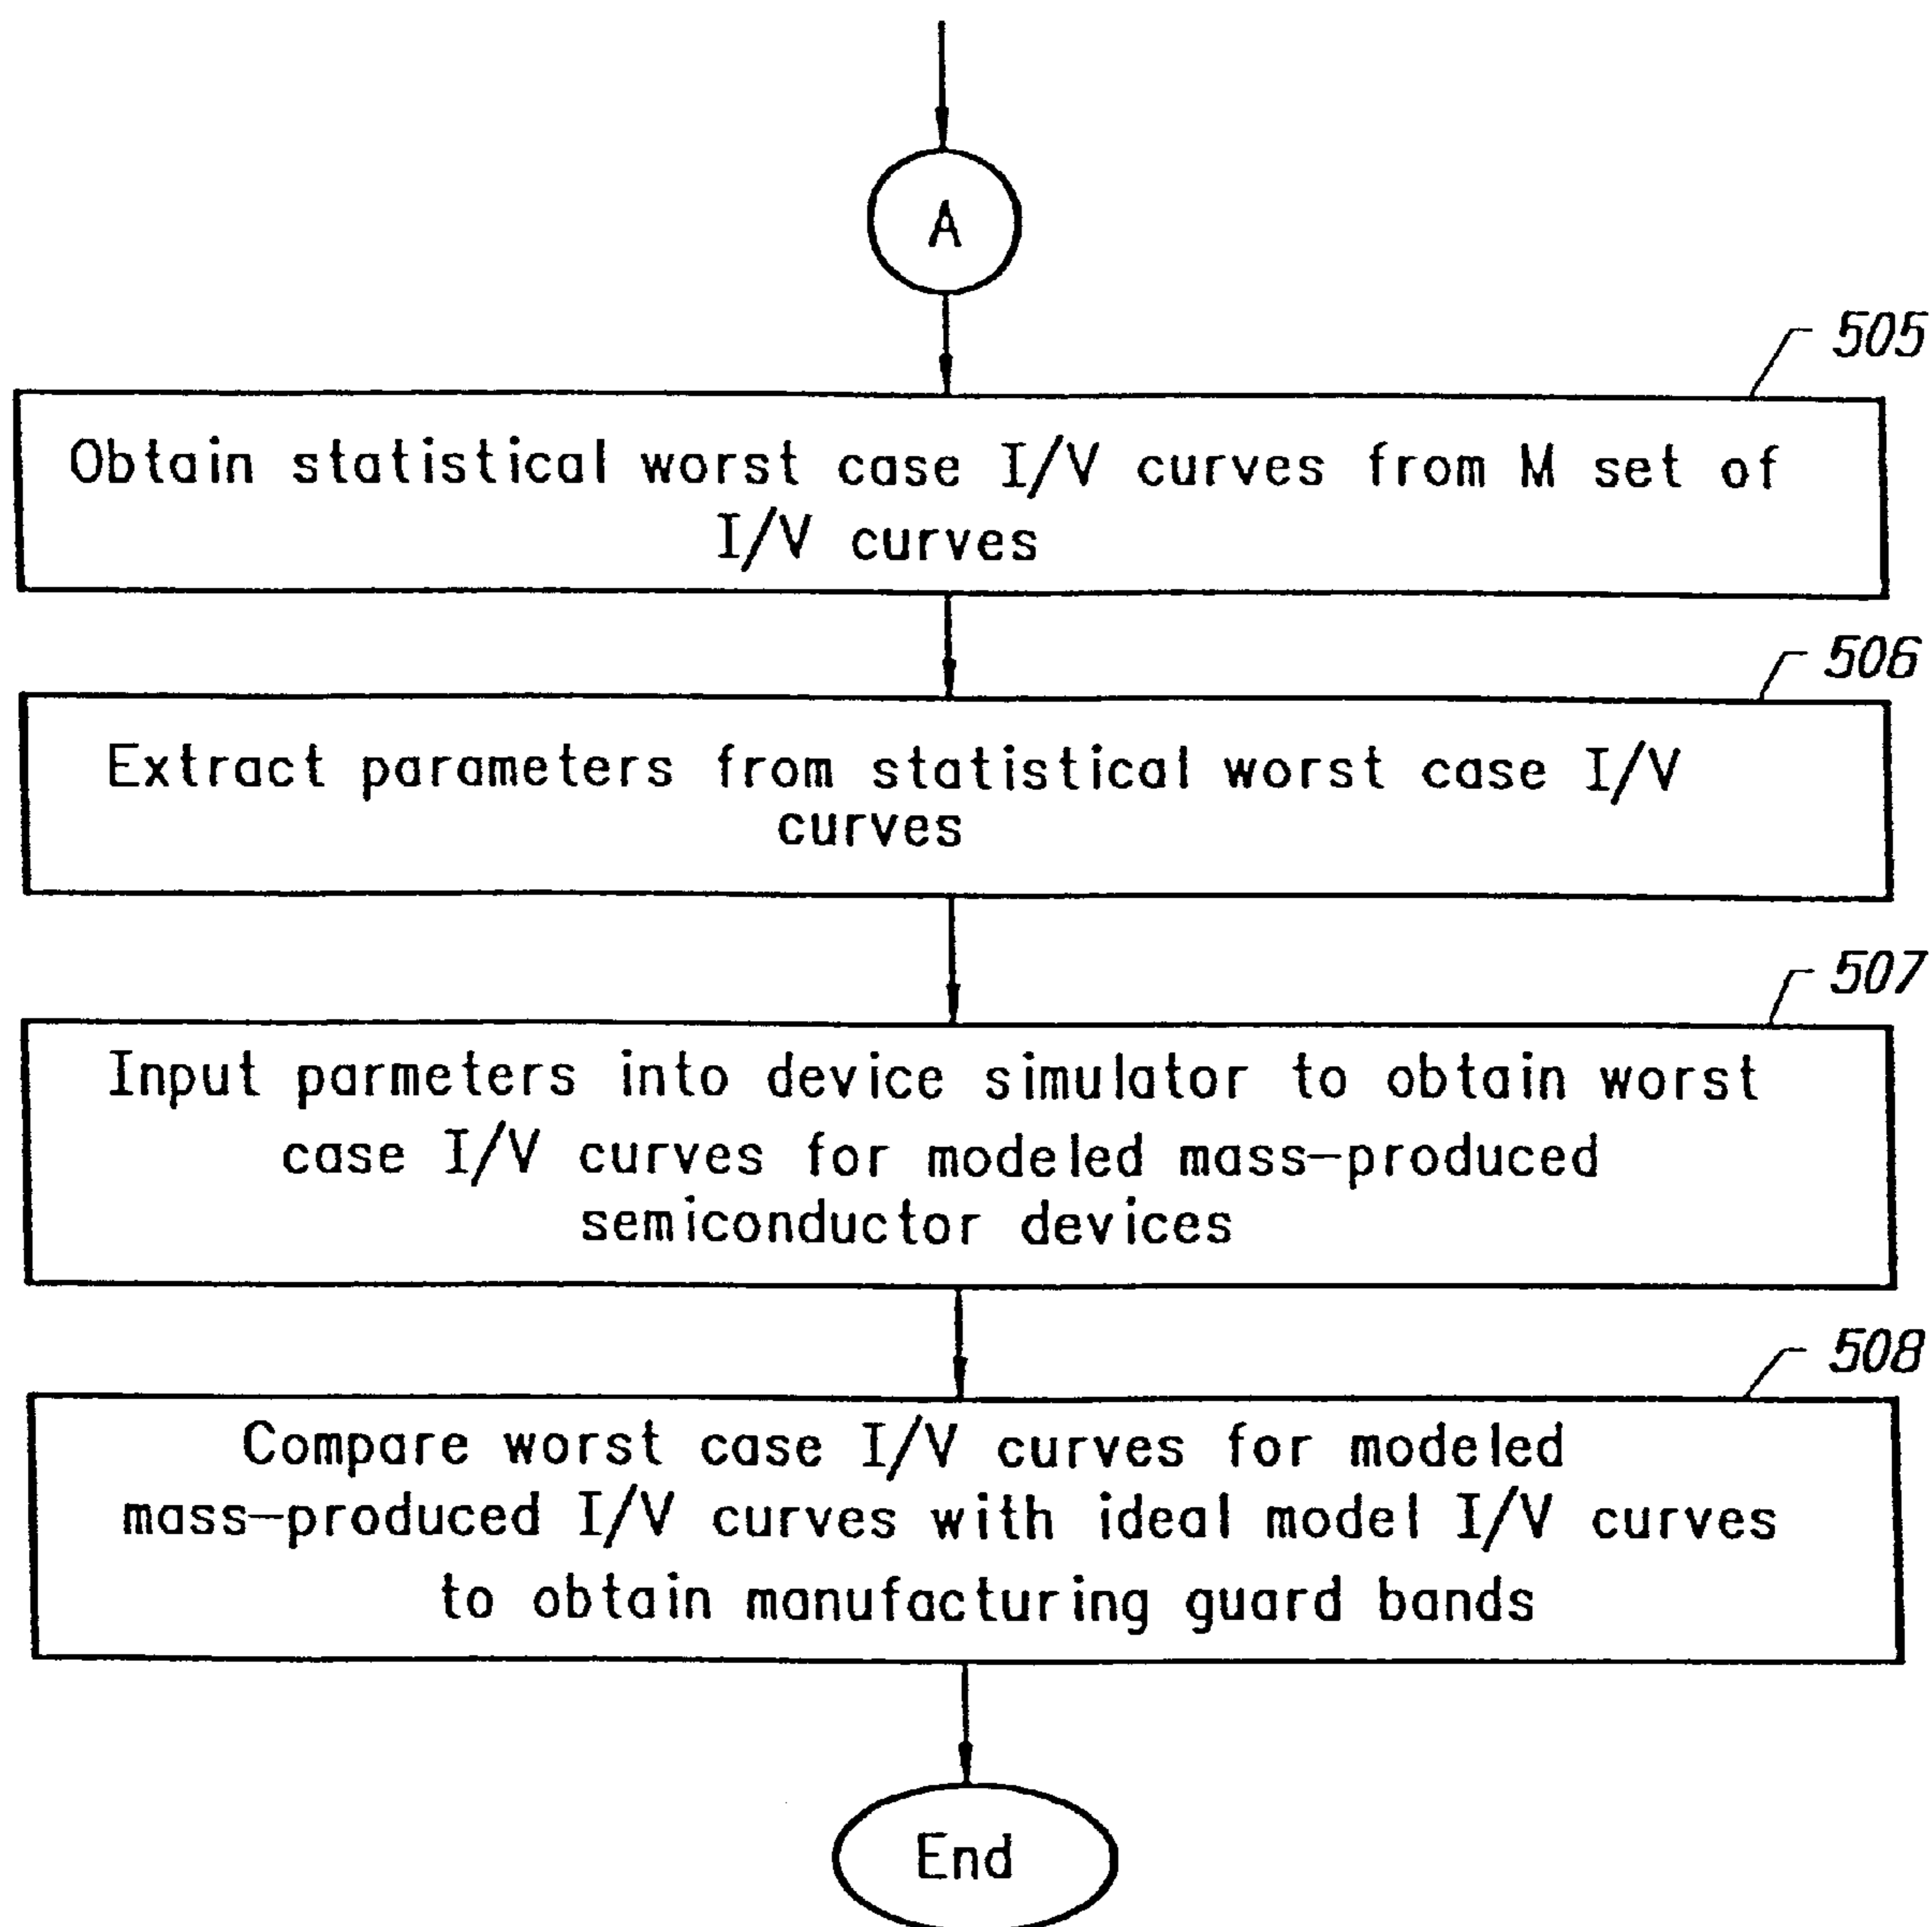 A
505
Obtain statistical worst case I/V curves from M set of
I/V curves
506
Extract parameters from statistical worst case I/V
curves
507
Input parmeters into device simulator to obtain worst
case I/V curves for modeled mass-produced
semiconductor devices
508
Compare worst case I/V curves for modeled
mass-produced I/V curves with ideal model I/V curves
to obtain manufacturing guard bands
End